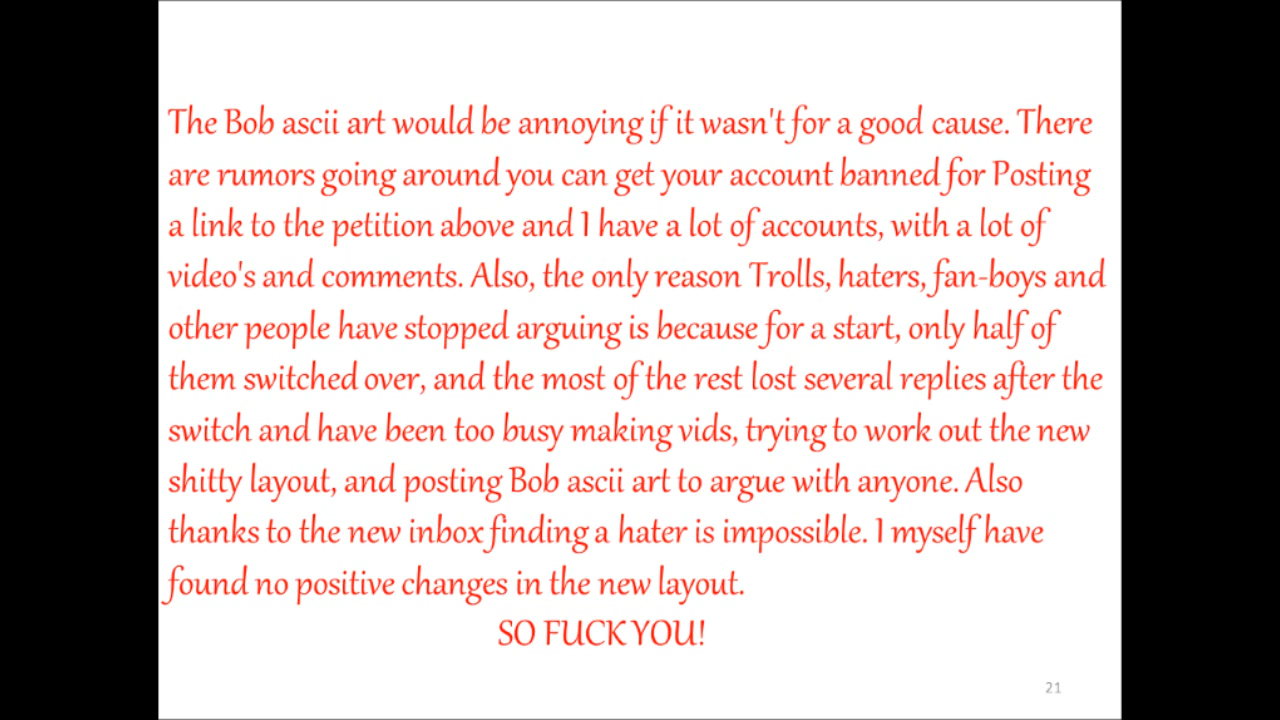 The Bob ascii art would be annoying if it wasn't for a good cause. There
are rumors going around you can get your account banned for Posting
a link to the petition above and I have a lot of accounts, with a lot of
video's and comments. Also, the only reason Trolls, haters, fan-boys and
other people have stopped arguing is because for a start, only half of
them switched over, and the most of the rest lost several replies after the
switch and have been too busy making vids, trying to work out the new
shitty layout, and posting Bob ascii art to argue with anyone. Also
thanks to the new inbox finding a hater is impossible. I myself have
found no positive changes in the new layout.
SO FUCK YOU!
21